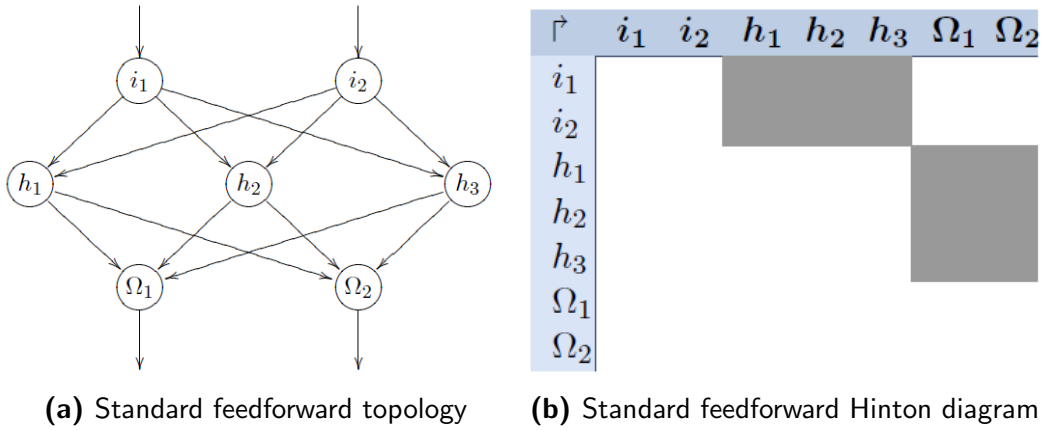 i₁ i₂
h₁ h₂ h₃
Ω₁ Ω₂
(a) Standard feedforward topology
↱ i₁ i₂ h₁ h₂ h₃ Ω₁ Ω₂
i₁
i₂
h₁
h₂
h₃
Ω₁
Ω₂
(b) Standard feedforward Hinton diagram